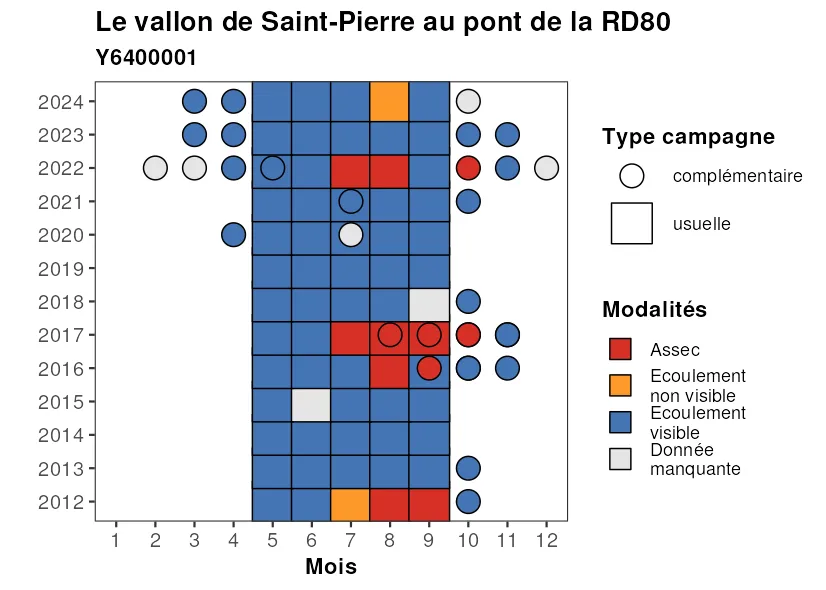 Le vallon de Saint-Pierre au pont de la RD80
Y6400001
2024
2023
2022
2021
2020
2019
2018
2017
2016
2015
2014
2013
2012
1 2 3 4 5 6 7 8 9 10 11 12
Mois
Type campagne
complémentaire
usuelle
Modalités
Assec
Ecoulement
non visible
Ecoulement
visible
Donnée
manquante